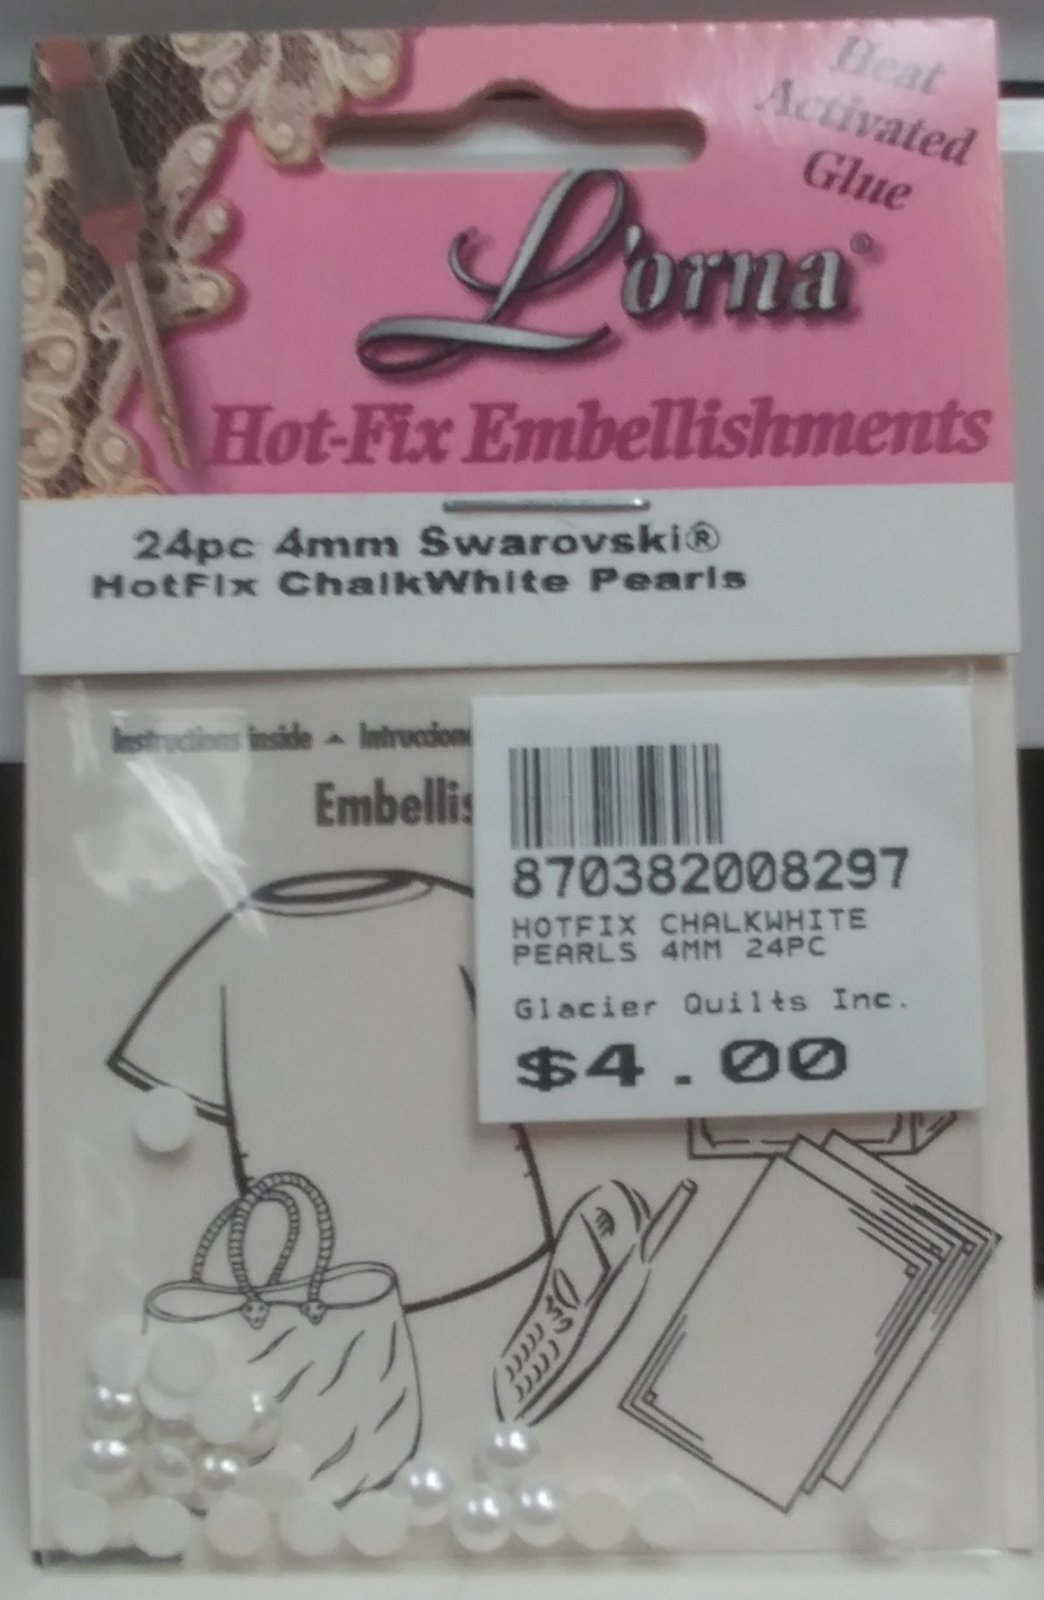 Heat
Activated
Glue
L'orna®
Hot-Fix Embellishments
24pc 4mm Swarovski®
HotFix ChalkWhite Pearls
Instructions inside - Intruccione
Embellis
870382008297
HOTFIX CHALKWHITE
PEARLS 4MM 24PC
Glacier Quilts Inc.
$4.00